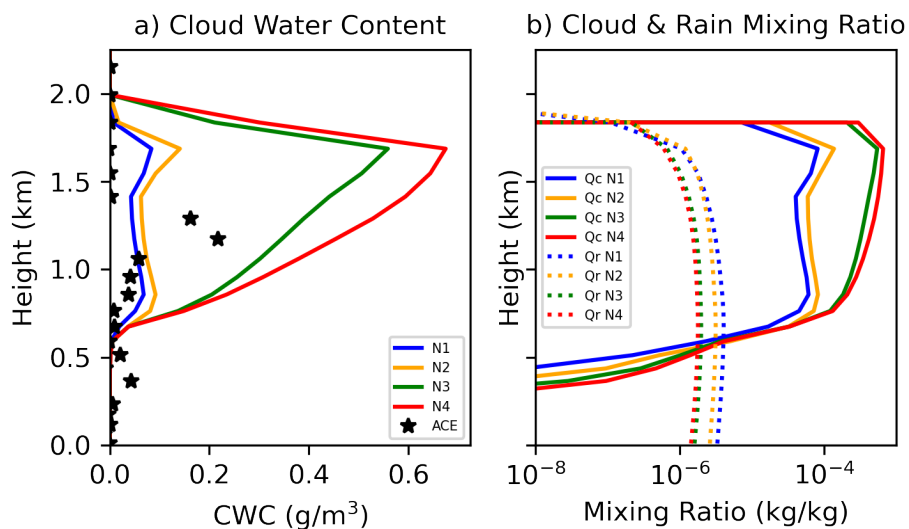 a) Cloud Water Content
b) Cloud & Rain Mixing Ratio
Height (km)
2.0
1.5
1.0
0.5
0.0
N1
N2
N3
N4
ACE
0.0 0.2 0.4 0.6
CWC (g/m³)
Height (km)
Qc N1
Qc N2
Qc N3
Qc N4
Qr N1
Qr N2
Qr N3
Qr N4
10⁻⁸ 10⁻⁶ 10⁻⁴
Mixing Ratio (kg/kg)